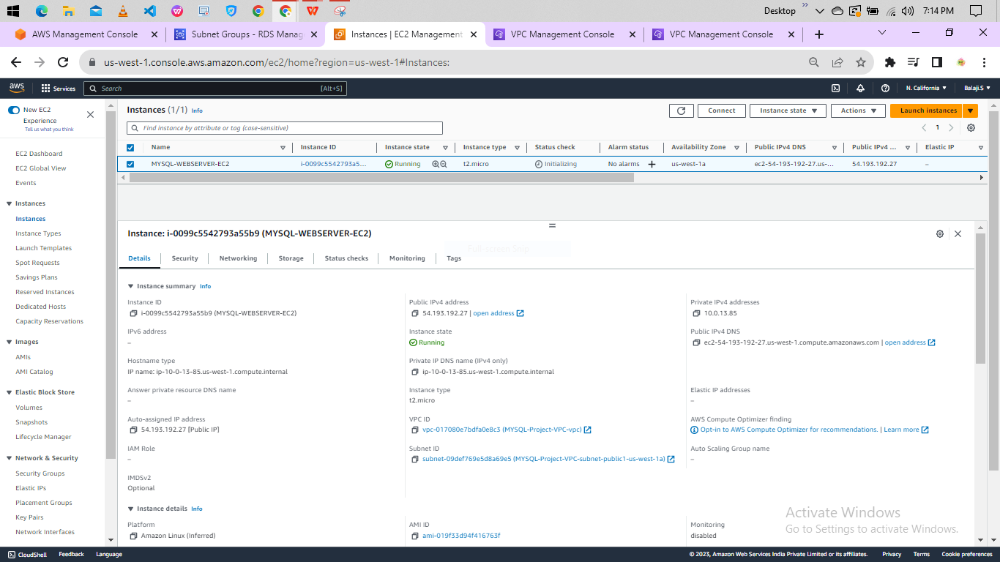 Desktop
7:14 PM
AWS Management Console
Subnet Groups - RDS Manag
Instances | EC2 Management
VPC Management Console
VPC Management Console
us-west-1.console.aws.amazon.com/ec2/home?region=us-west-1#Instances:
aws
Services
Search
[Alt+S]
N. California
Balaji.S
New EC2
Experience
Tell us what you think
EC2 Dashboard
EC2 Global View
Events
Instances
Instances
Instance Types
Launch Templates
Spot Requests
Savings Plans
Reserved Instances
Dedicated Hosts
Capacity Reservations
Images
AMIs
AMI Catalog
Elastic Block Store
Volumes
Snapshots
Lifecycle Manager
Network & Security
Security Groups
Elastic IPs
Placement Groups
Key Pairs
Network Interfaces
Instances (1/1) Info
Connect
Instance state
Actions
Launch instances
Find instance by attribute or tag (case-sensitive)
1
Name Instance ID Instance state Instance type Status check Alarm status Availability Zone Public IPv4 DNS Public IPv4 ... Elastic IP
MYSQL-WEBSERVER-EC2 i-0099c5542793a5... Running t2.micro Initializing No alarms + us-west-1a ec2-54-193-192-27.us-... 54.193.192.27 –
Instance: i-0099c5542793a55b9 (MYSQL-WEBSERVER-EC2)
Full-screen Snip
Details Security Networking Storage Status checks Monitoring Tags
Instance summary Info
Instance ID
i-0099c5542793a55b9 (MYSQL-WEBSERVER-EC2)
Public IPv4 address
54.193.192.27 | open address
Private IPv4 addresses
10.0.13.85
IPv6 address
–
Instance state
Running
Public IPv4 DNS
ec2-54-193-192-27.us-west-1.compute.amazonaws.com | open address
Hostname type
IP name: ip-10-0-13-85.us-west-1.compute.internal
Private IP DNS name (IPv4 only)
ip-10-0-13-85.us-west-1.compute.internal
Answer private resource DNS name
–
Instance type
t2.micro
Elastic IP addresses
–
Auto-assigned IP address
54.193.192.27 [Public IP]
VPC ID
vpc-017080e7bdfa0e8c3 (MYSQL-Project-VPC-vpc)
AWS Compute Optimizer finding
Opt-in to AWS Compute Optimizer for recommendations. | Learn more
IAM Role
–
Subnet ID
subnet-09def769e5d8a69e5 (MYSQL-Project-VPC-subnet-public1-us-west-1a)
Auto Scaling Group name
–
IMDSv2
Optional
Instance details Info
Platform
Amazon Linux (Inferred)
AMI ID
ami-019f33d94f416763f
Monitoring
disabled
Activate Windows
Go to Settings to activate Windows.
CloudShell
Feedback
Language
© 2023, Amazon Web Services India Private Limited or its affiliates.
Privacy
Terms
Cookie preferences